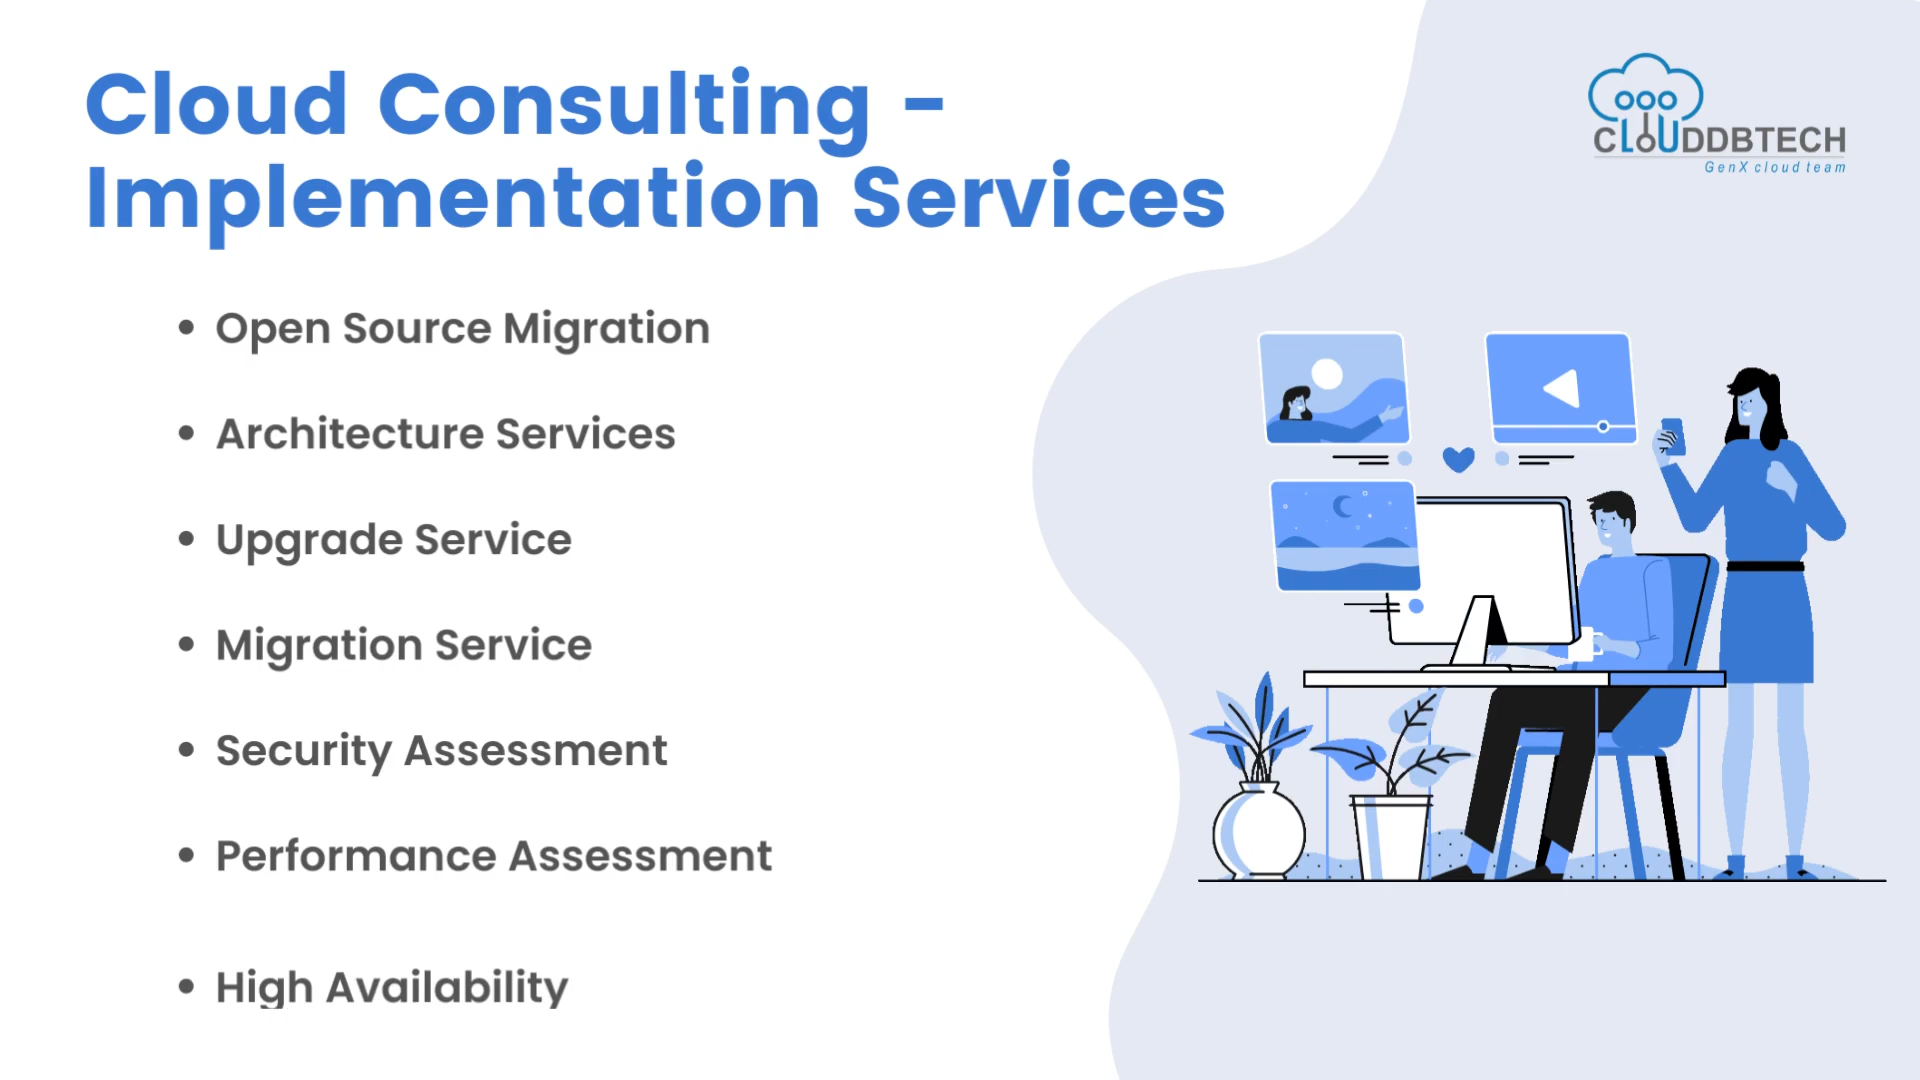 Cloud Consulting -
Implementation Services
CLOUDDBTECH
GenX cloud team
• Open Source Migration
• Architecture Services
• Upgrade Service
• Migration Service
• Security Assessment
• Performance Assessment
• High Availability